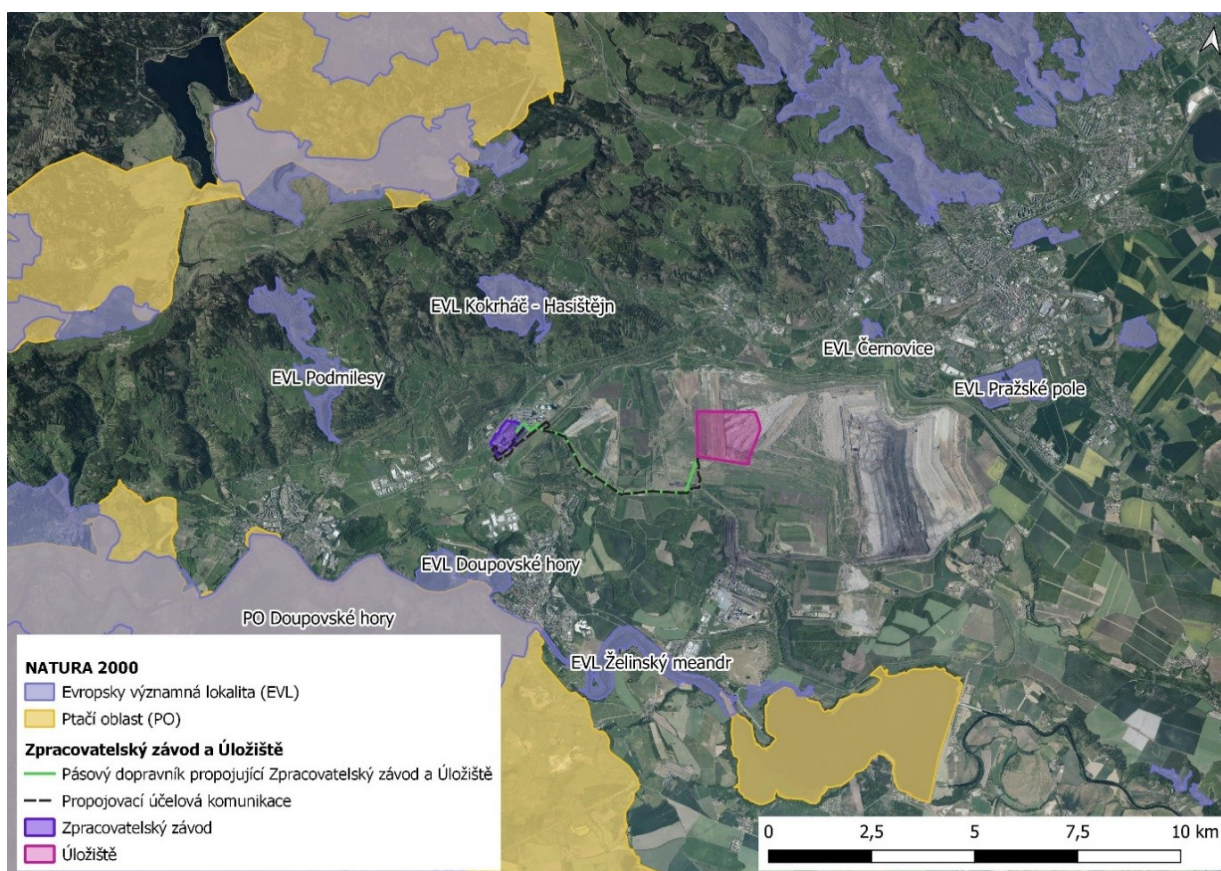 EVL Kokrháč - Hasištějn
EVL Černovice
EVL Podmilesy
EVL Pražské pole
EVL Doupovské hory
PO Doupovské hory
EVL Želinský meandr
NATURA 2000
Evropsky významná lokalita (EVL)
Ptačí oblast (PO)
Zpracovatelský závod a Úložiště
Pásový dopravník propojující Zpracovatelský závod a Úložiště
Propojovací účelová komunikace
Zpracovatelský závod
Úložiště
0 2,5 5 7,5 10 km